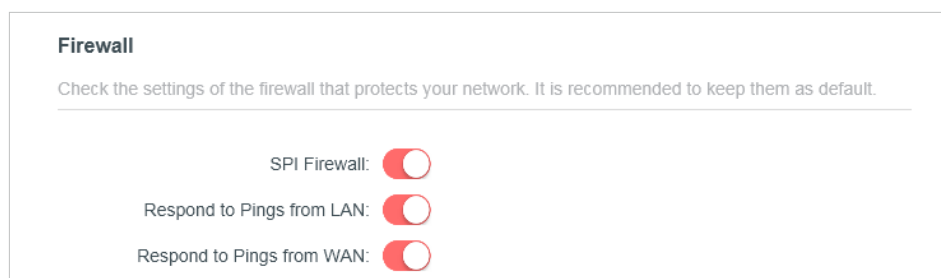 Firewall
Check the settings of the firewall that protects your network. It is recommended to keep them as default.
SPI Firewall:
Respond to Pings from LAN:
Respond to Pings from WAN: